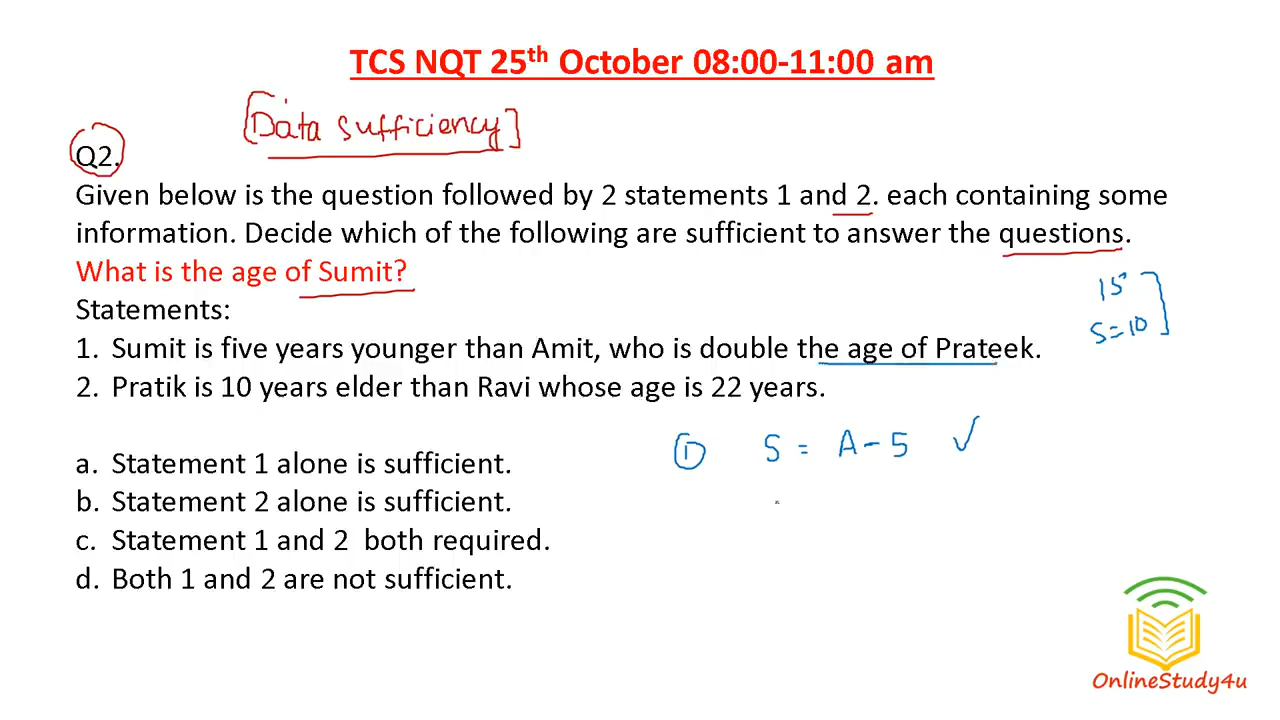 TCS NQT 25th October 08:00-11:00 am
[Data sufficiency]
Q2.
Given below is the question followed by 2 statements 1 and 2. each containing some
information. Decide which of the following are sufficient to answer the questions.
What is the age of Sumit?
15
Statements:
S=10
1. Sumit is five years younger than Amit, who is double the age of Prateek.
2. Pratik is 10 years elder than Ravi whose age is 22 years.
① S = A - 5 ✓
a. Statement 1 alone is sufficient.
b. Statement 2 alone is sufficient.
c. Statement 1 and 2 both required.
d. Both 1 and 2 are not sufficient.
OnlineStudy4u